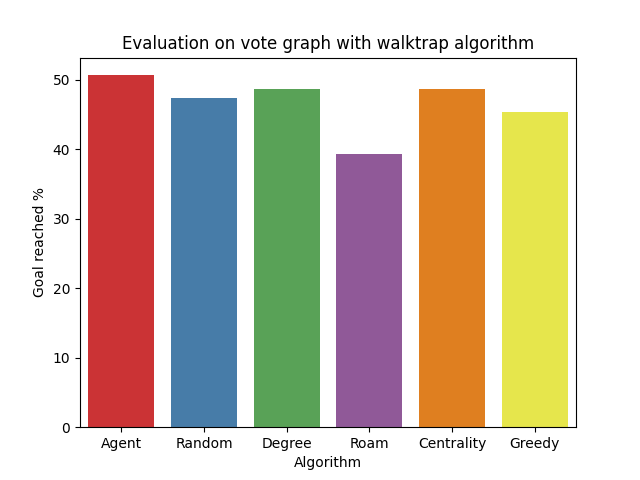 Evaluation on vote graph with walktrap algorithm
Goal reached %
50
40
30
20
10
0
Agent Random Degree Roam Centrality Greedy
Algorithm